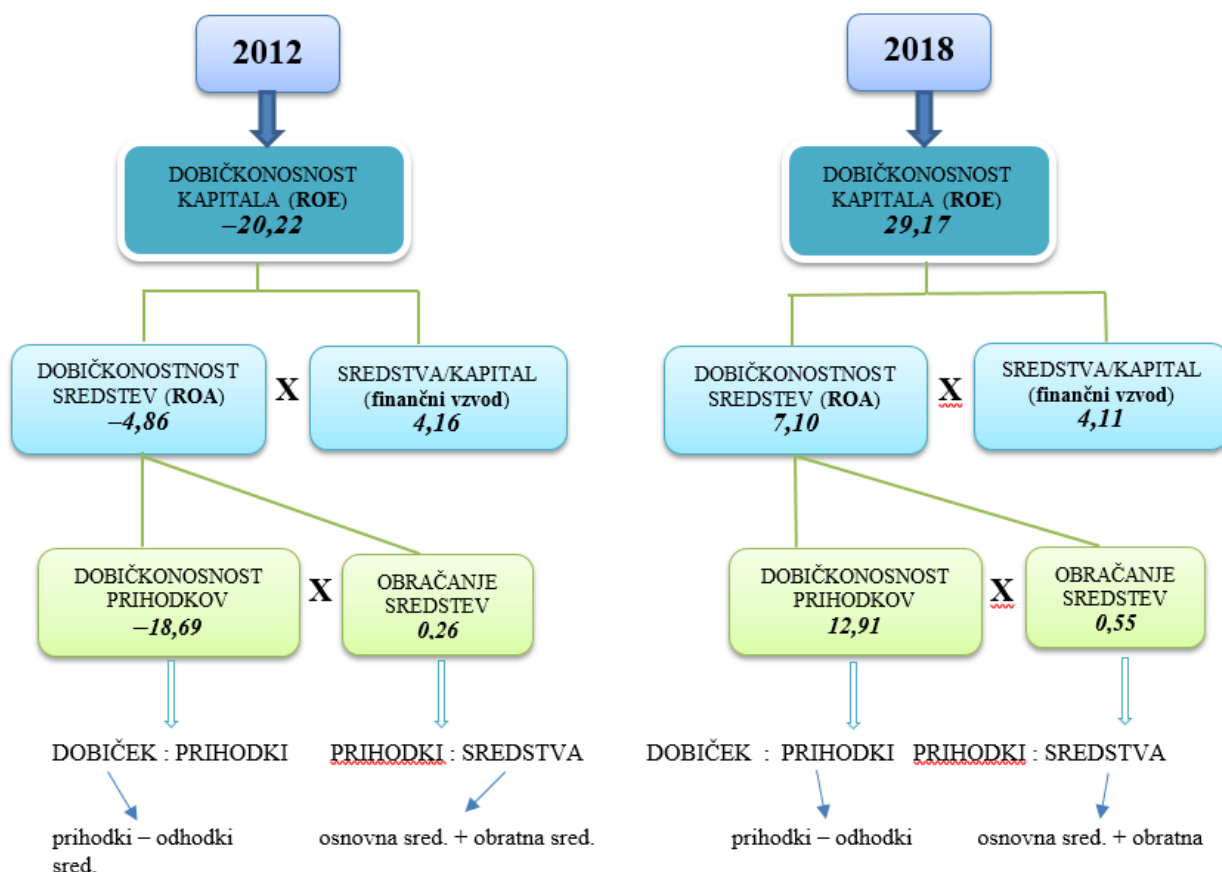 2012
DOBIČKONOSNOST
KAPITALA (ROE)
–20,22
DOBIČKONOSTNOST
SREDSTEV (ROA)
–4,86
X
SREDSTVA/KAPITAL
(finančni vzvod)
4,16
DOBIČKONOSNOST
PRIHODKOV
–18,69
X
OBRAČANJE
SREDSTEV
0,26
DOBIČEK : PRIHODKI
PRIHODKI : SREDSTVA
prihodki – odhodki
sred.
osnovna sred. + obratna sred.
2018
DOBIČKONOSNOST
KAPITALA (ROE)
29,17
DOBIČKONOSTNOST
SREDSTEV (ROA)
7,10
X
SREDSTVA/KAPITAL
(finančni vzvod)
4,11
DOBIČKONOSNOST
PRIHODKOV
12,91
X
OBRAČANJE
SREDSTEV
0,55
DOBIČEK : PRIHODKI
PRIHODKI : SREDSTVA
prihodki – odhodki
osnovna sred. + obratna